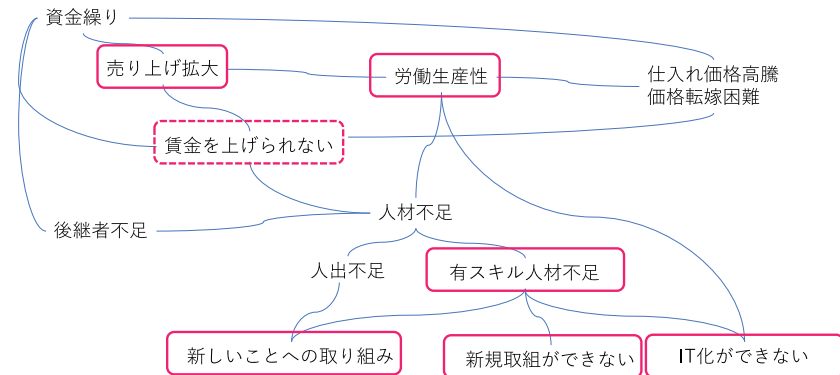 資金繰り
売り上げ拡大
労働生産性
仕入れ価格高騰
価格転嫁困難
賃金を上げられない
人材不足
後継者不足
人出不足
有スキル人材不足
新しいことへの取り組み
新規取組ができない
IT化ができない